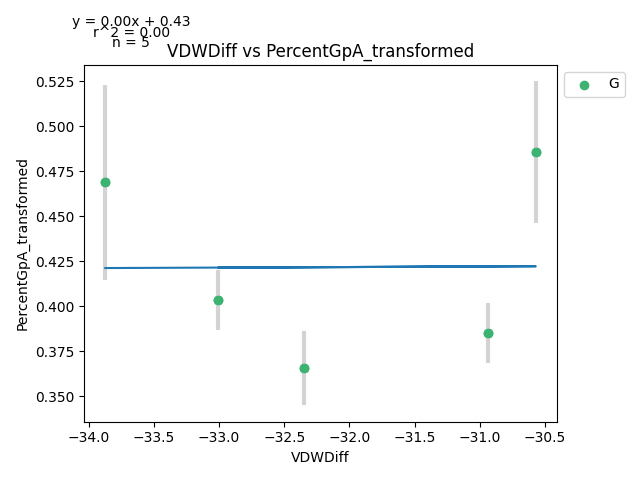 y = 0.00x + 0.43
r^2 = 0.00
n = 5
VDWDiff vs PercentGpA_transformed
G
PercentGpA_transformed
0.525
0.500
0.475
0.450
0.425
0.400
0.375
0.350
−34.0 −33.5 −33.0 −32.5 −32.0 −31.5 −31.0 −30.5
VDWDiff